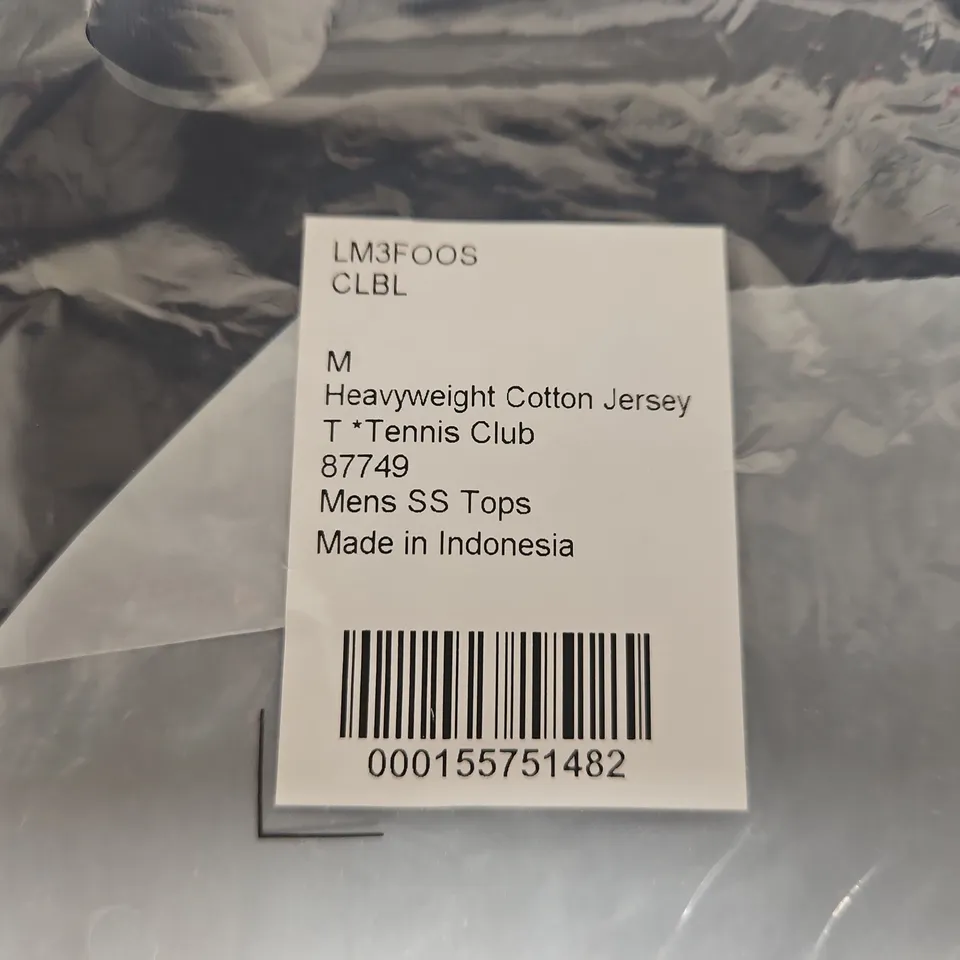 LM3FOOS
CLBL
M
Heavyweight Cotton Jersey
T *Tennis Club
87749
Mens SS Tops
Made in Indonesia
000155751482